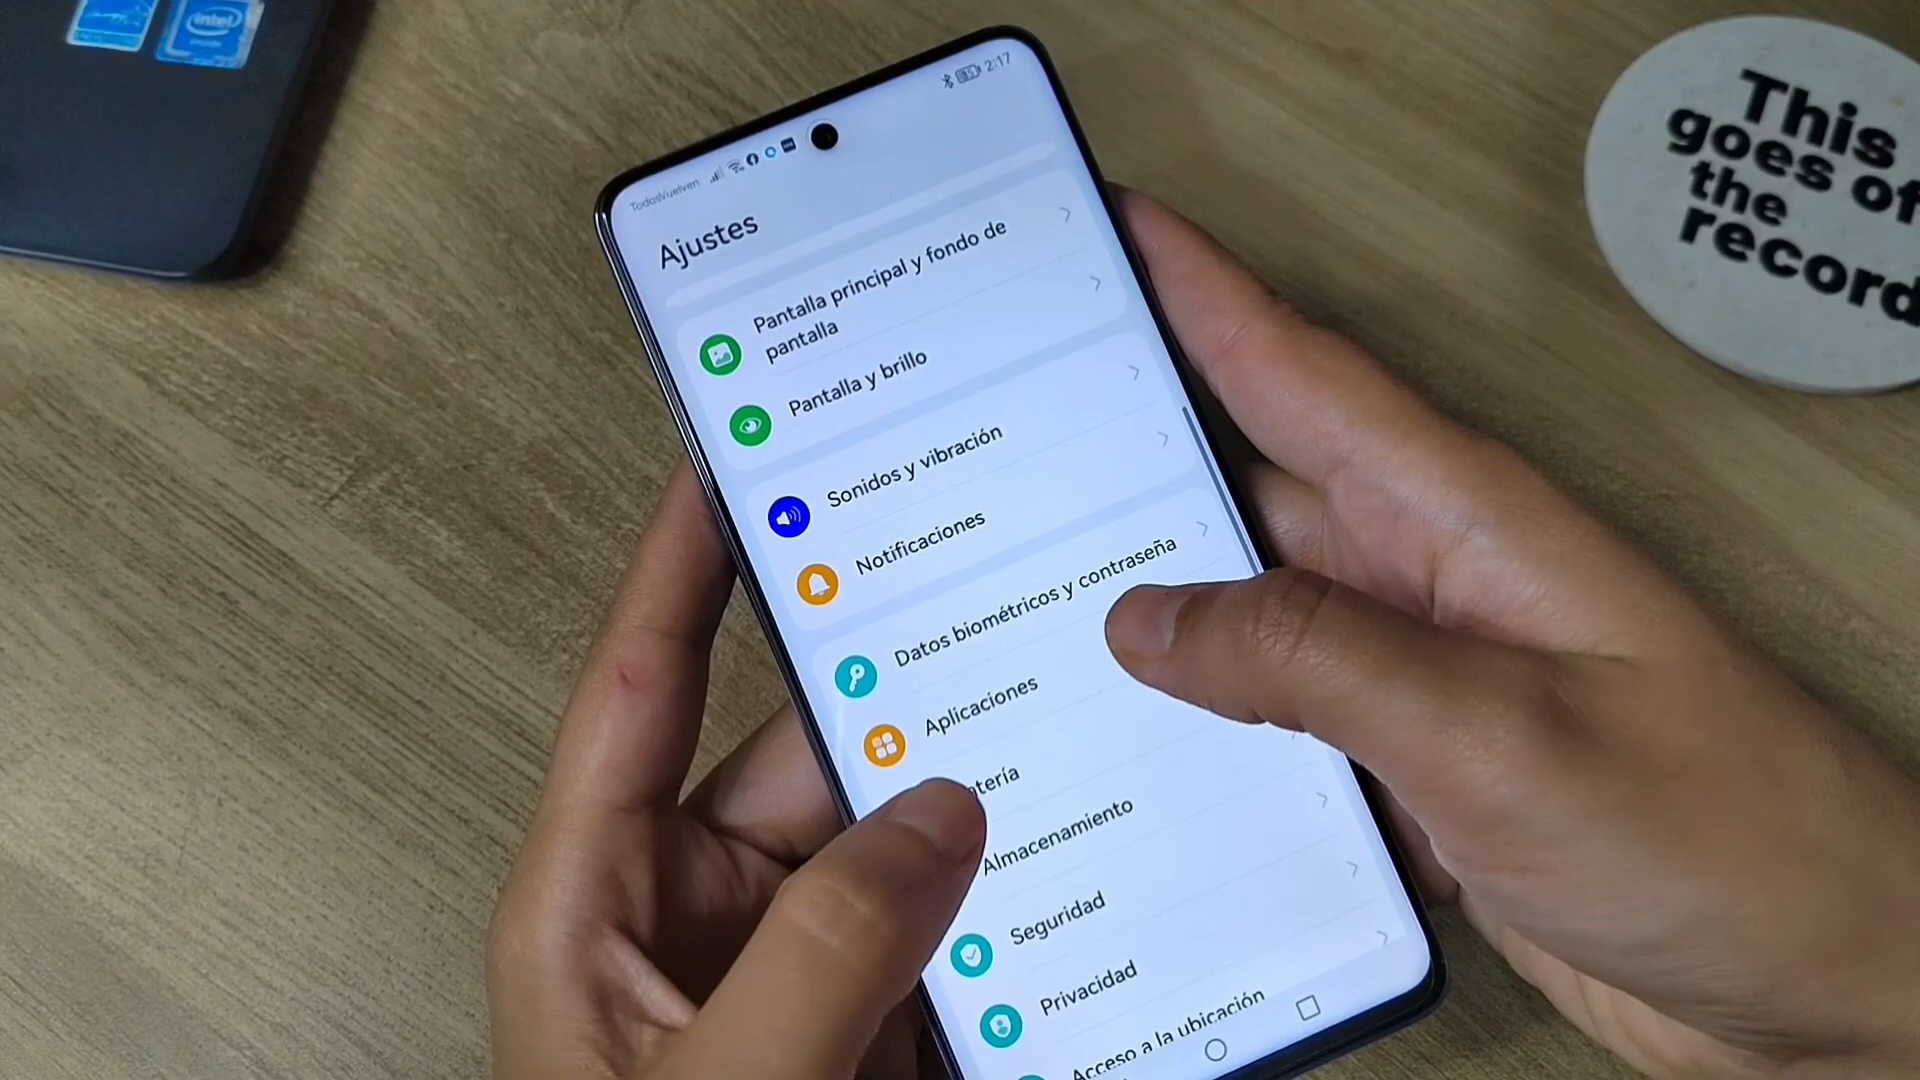 intel
This
goes of
the
record
2:17
TodosVuelven
Ajustes
Pantalla principal y fondo de
pantalla
Pantalla y brillo
Sonidos y vibración
Notificaciones
Datos biométricos y contraseña
Aplicaciones
tería
Almacenamiento
Seguridad
Privacidad
Acceso a la ubicación